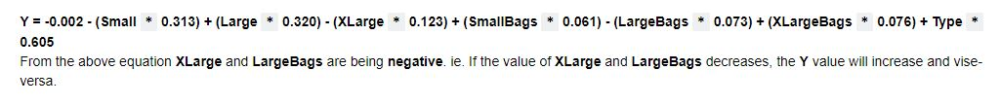 Y = -0.002 - (Small * 0.313) + (Large * 0.320) - (XLarge * 0.123) + (SmallBags * 0.061) - (LargeBags * 0.073) + (XLargeBags * 0.076) + Type *
0.605
From the above equation XLarge and LargeBags are being negative. ie. If the value of XLarge and LargeBags decreases, the Y value will increase and vise-
versa.